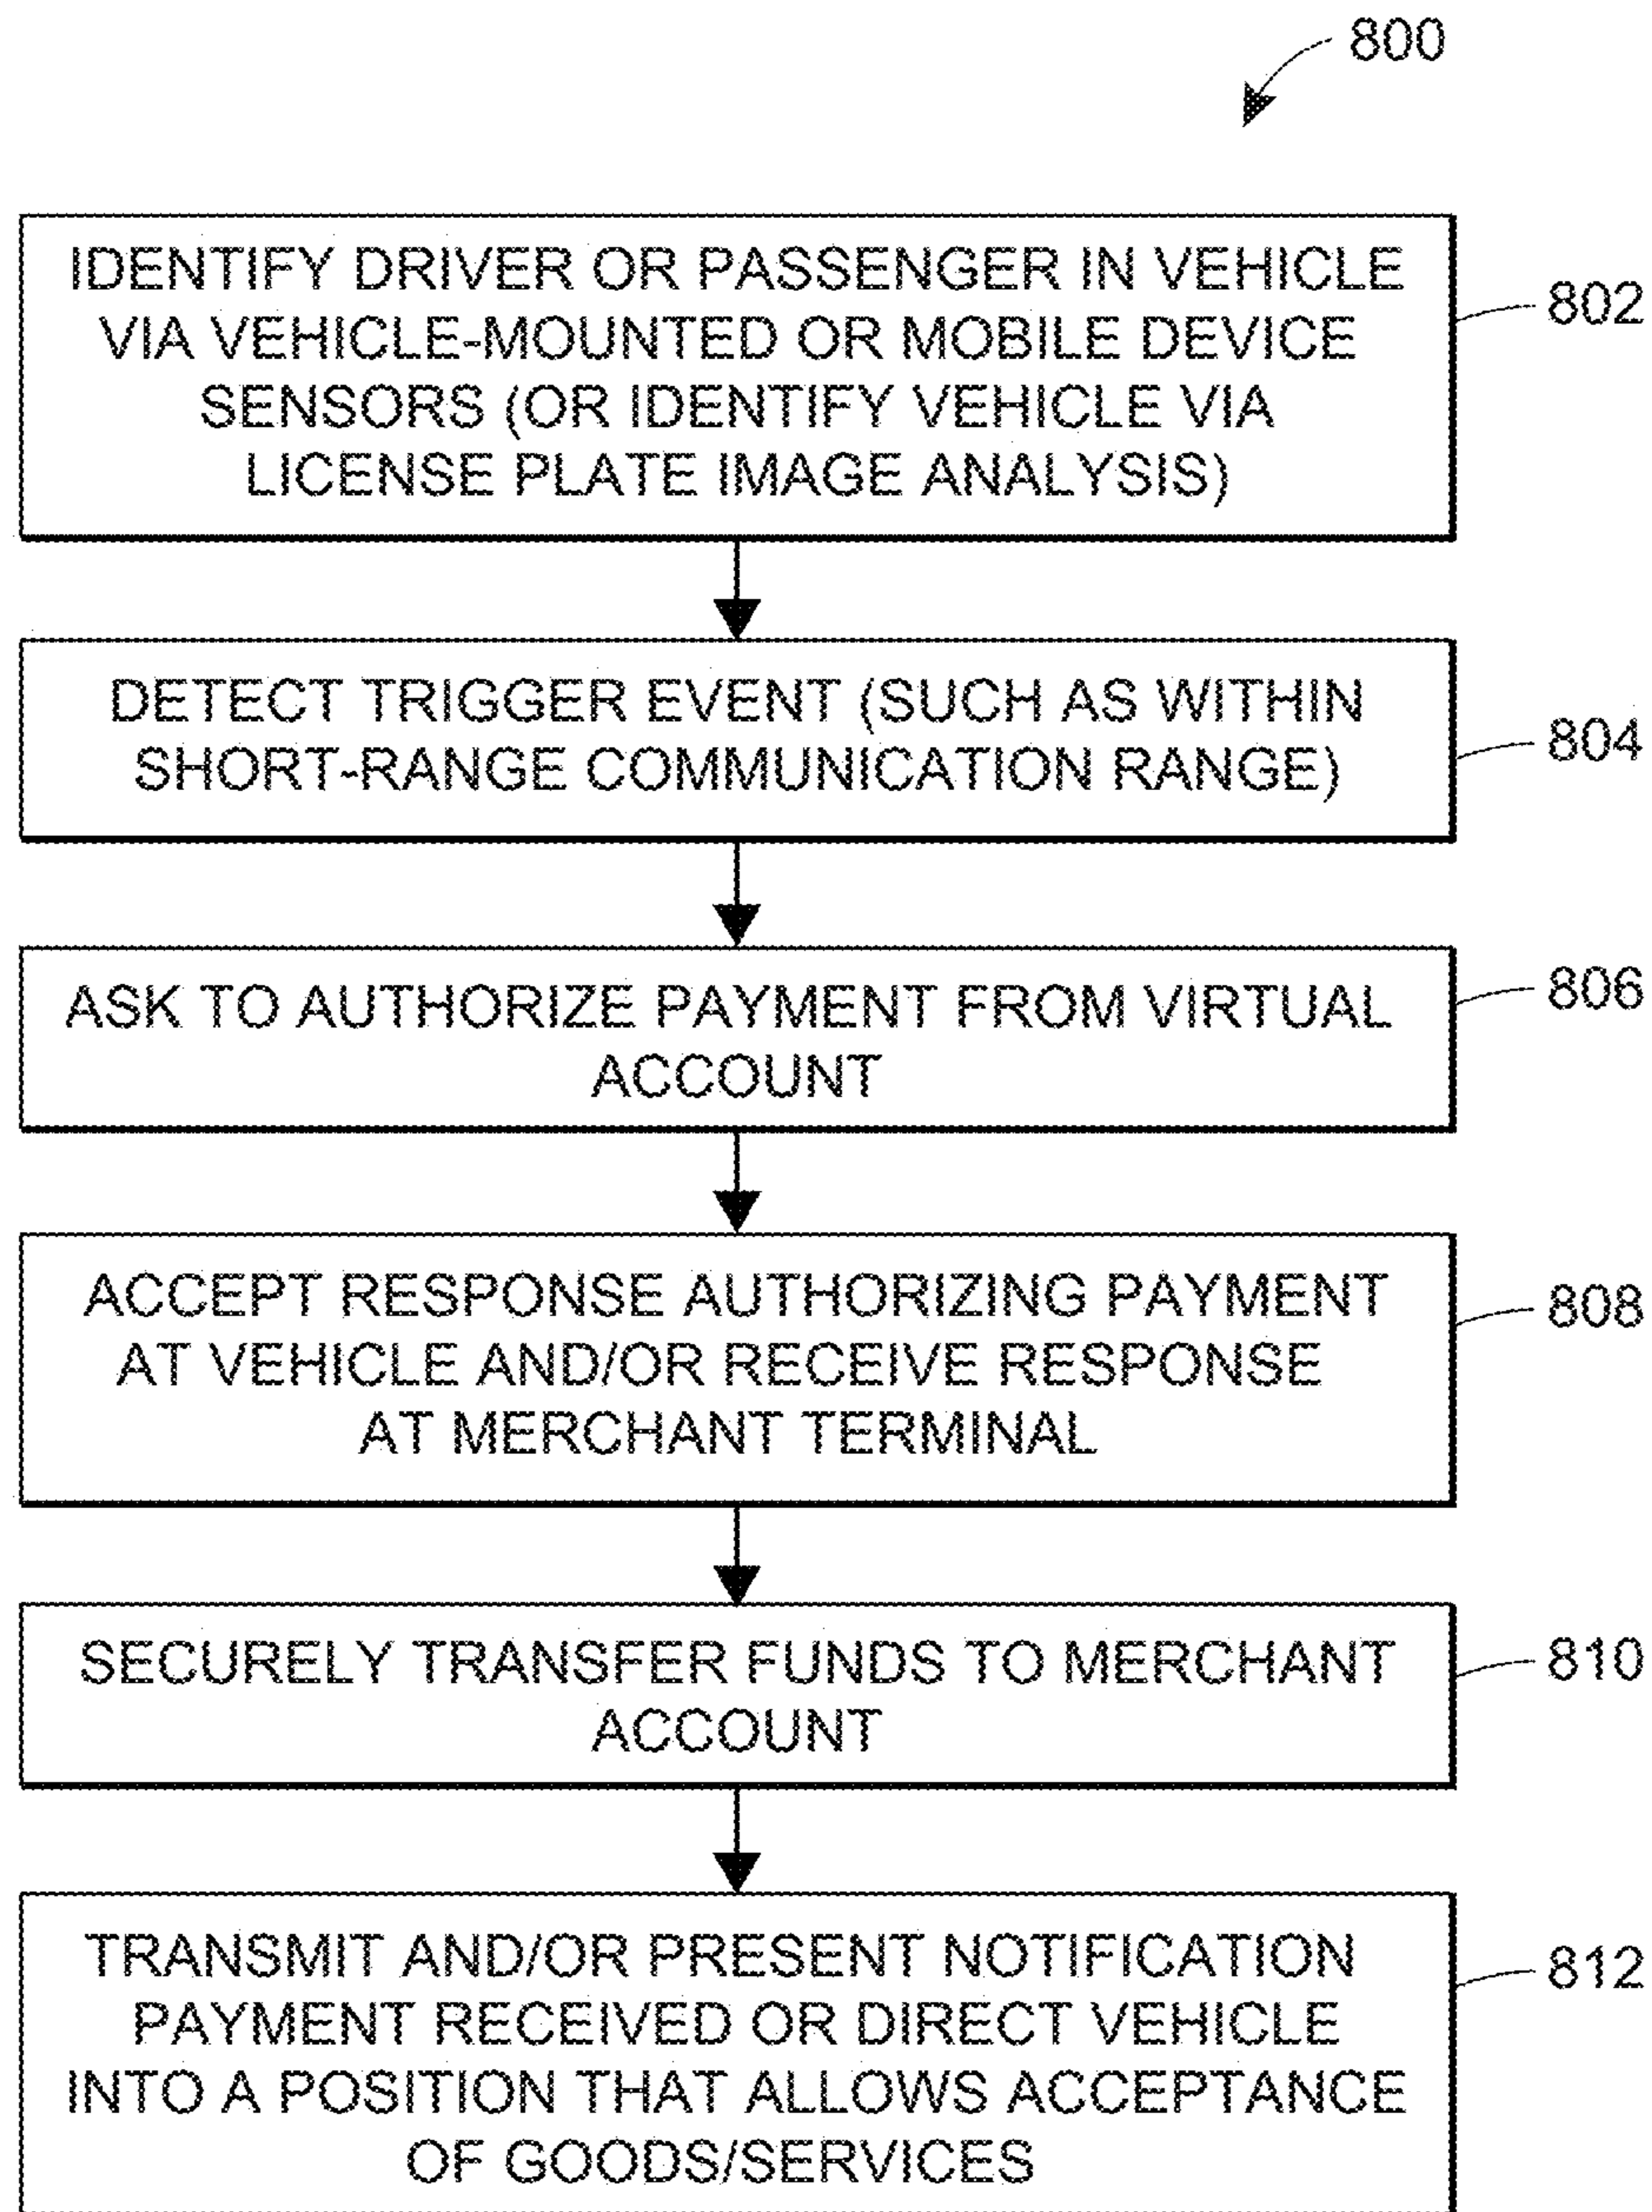 800
IDENTIFY DRIVER OR PASSENGER IN VEHICLE
VIA VEHICLE-MOUNTED OR MOBILE DEVICE
SENSORS (OR IDENTIFY VEHICLE VIA
LICENSE PLATE IMAGE ANALYSIS)
802
DETECT TRIGGER EVENT (SUCH AS WITHIN
SHORT-RANGE COMMUNICATION RANGE)
804
ASK TO AUTHORIZE PAYMENT FROM VIRTUAL
ACCOUNT
806
ACCEPT RESPONSE AUTHORIZING PAYMENT
AT VEHICLE AND/OR RECEIVE RESPONSE
AT MERCHANT TERMINAL
808
SECURELY TRANSFER FUNDS TO MERCHANT
ACCOUNT
810
TRANSMIT AND/OR PRESENT NOTIFICATION
PAYMENT RECEIVED OR DIRECT VEHICLE
INTO A POSITION THAT ALLOWS ACCEPTANCE
OF GOODS/SERVICES
812